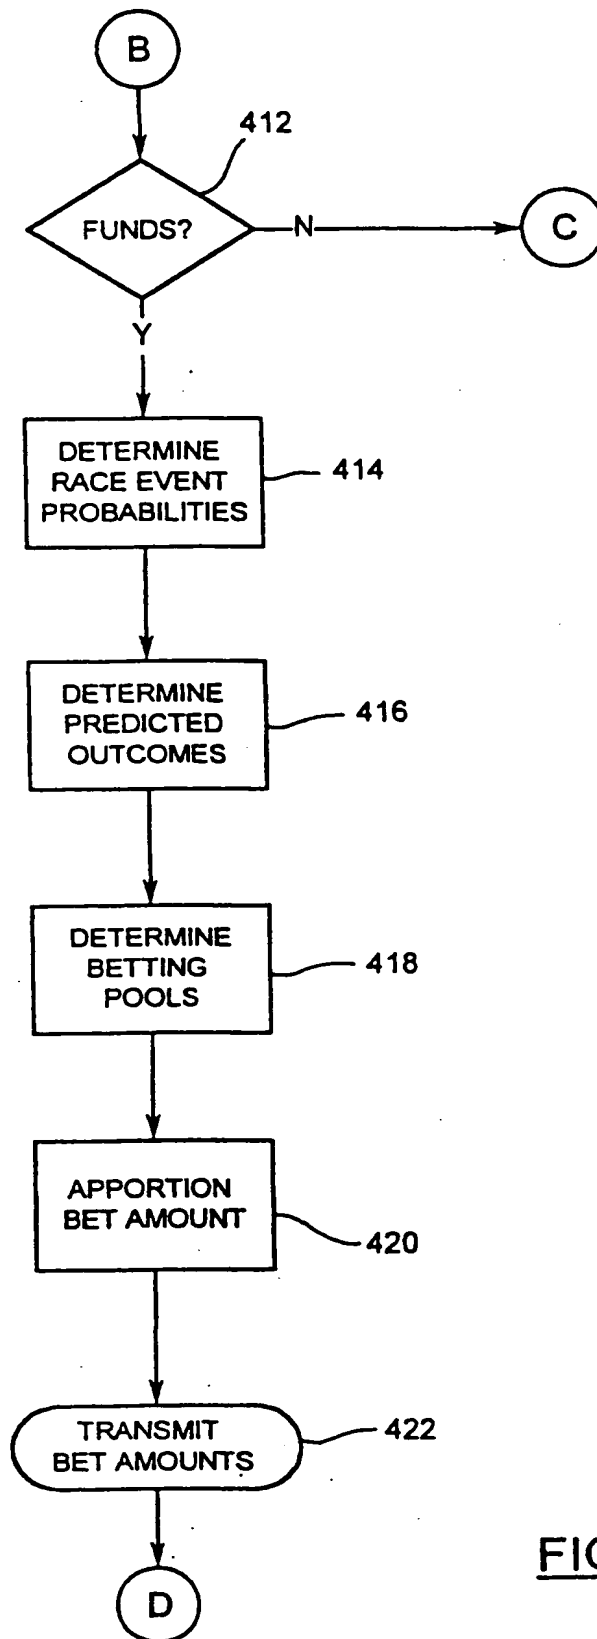 B
412
FUNDS?
N
C
Y
DETERMINE
RACE EVENT
PROBABILITIES
414
DETERMINE
PREDICTED
OUTCOMES
416
DETERMINE
BETTING
POOLS
418
APPORTION
BET AMOUNT
420
TRANSMIT
BET AMOUNTS
422
D